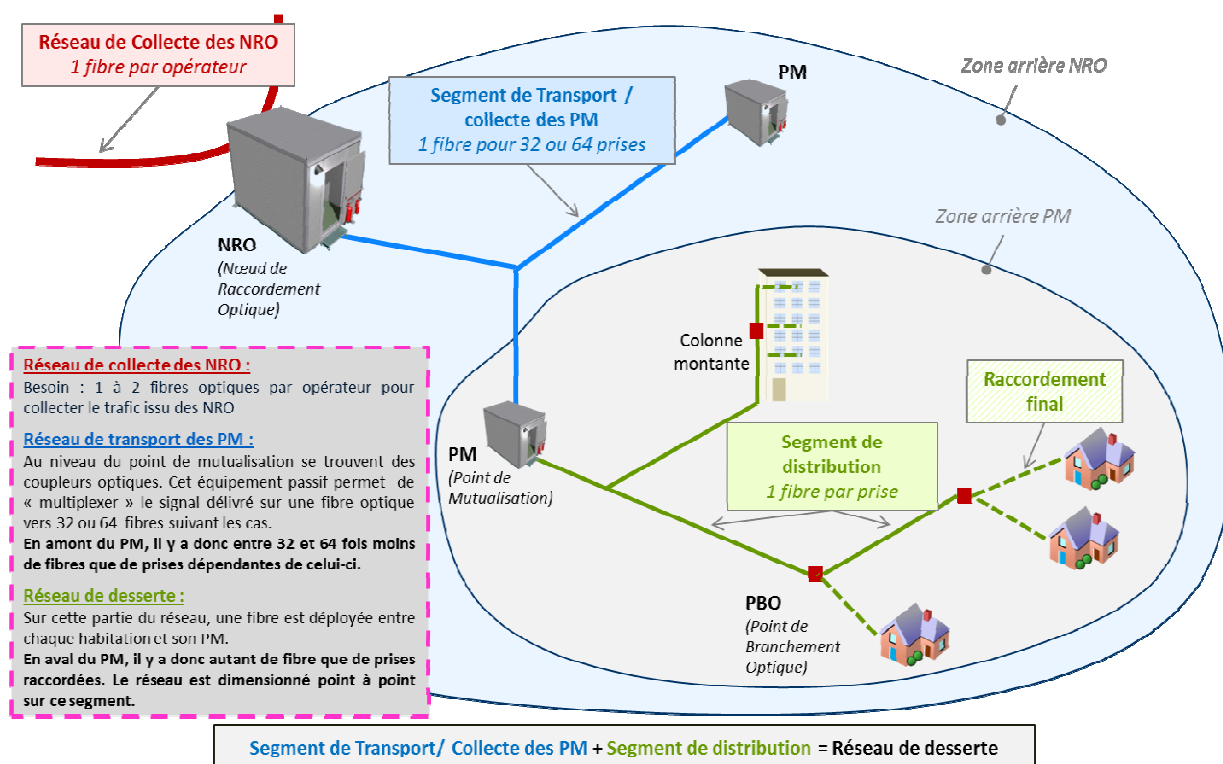 Réseau de Collecte des NRO
1 fibre par opérateur
Segment de Transport /
collecte des PM
1 fibre pour 32 ou 64 prises
PM
Zone arrière NRO
Zone arrière PM
NRO
(Nœud de
Raccordement
Optique)
Colonne
montante
Raccordement
final
PM
(Point de
Mutualisation)
Segment de
distribution
1 fibre par prise
PBO
(Point de
Branchement
Optique)
Réseau de collecte des NRO :
Besoin : 1 à 2 fibres optiques par opérateur pour
collecter le trafic issu des NRO
Réseau de transport des PM :
Au niveau du point de mutualisation se trouvent des
coupleurs optiques. Cet équipement passif permet de
« multiplexer » le signal délivré sur une fibre optique
vers 32 ou 64 fibres suivant les cas.
En amont du PM, il y a donc entre 32 et 64 fois moins
de fibres que de prises dépendantes de celui-ci.
Réseau de desserte :
Sur cette partie du réseau, une fibre est déployée entre
chaque habitation et son PM.
En aval du PM, il y a donc autant de fibre que de prises
raccordées. Le réseau est dimensionné point à point
sur ce segment.
Segment de Transport/ Collecte des PM + Segment de distribution = Réseau de desserte